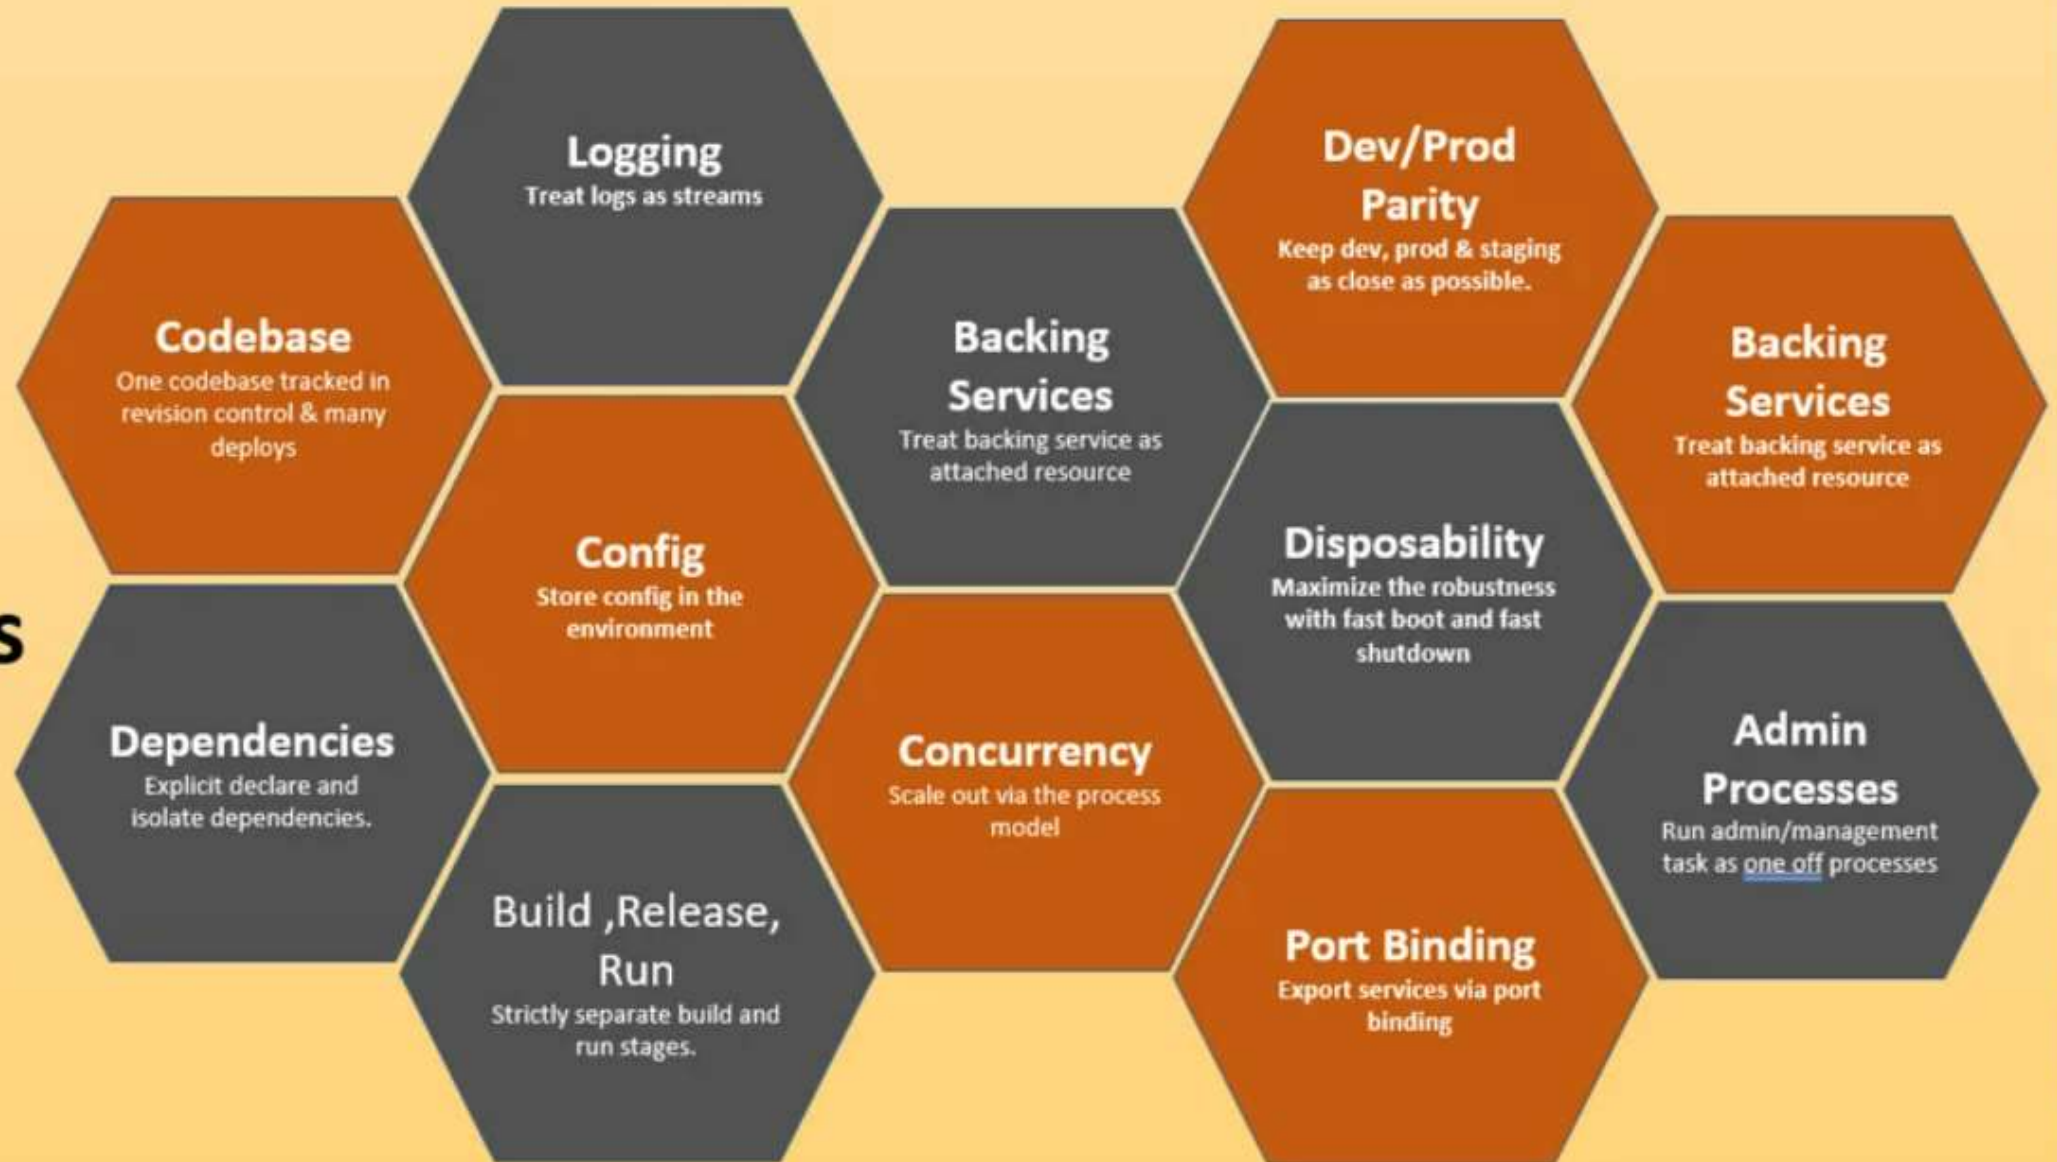 Logging
Treat logs as streams
Dev/Prod
Parity
Keep dev, prod & staging
as close as possible.
Codebase
One codebase tracked in
revision control & many
deploys
Backing
Services
Treat backing service as
attached resource
Backing
Services
Treat backing service as
attached resource
Config
Store config in the
environment
Disposability
Maximize the robustness
with fast boot and fast
shutdown
s
Dependencies
Explicit declare and
isolate dependencies.
Concurrency
Scale out via the process
model
Admin
Processes
Run admin/management
task as one off processes
Build ,Release,
Run
Strictly separate build and
run stages.
Port Binding
Export services via port
binding